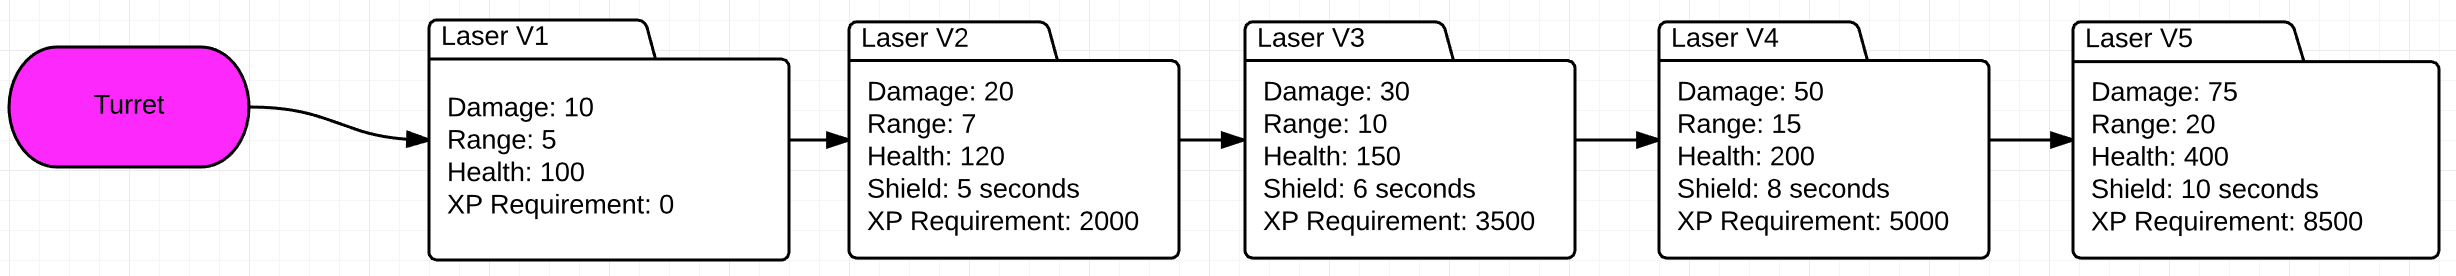 Turret
Laser V1
Damage: 10
Range: 5
Health: 100
XP Requirement: 0
Laser V2
Damage: 20
Range: 7
Health: 120
Shield: 5 seconds
XP Requirement: 2000
Laser V3
Damage: 30
Range: 10
Health: 150
Shield: 6 seconds
XP Requirement: 3500
Laser V4
Damage: 50
Range: 15
Health: 200
Shield: 8 seconds
XP Requirement: 5000
Laser V5
Damage: 75
Range: 20
Health: 400
Shield: 10 seconds
XP Requirement: 8500